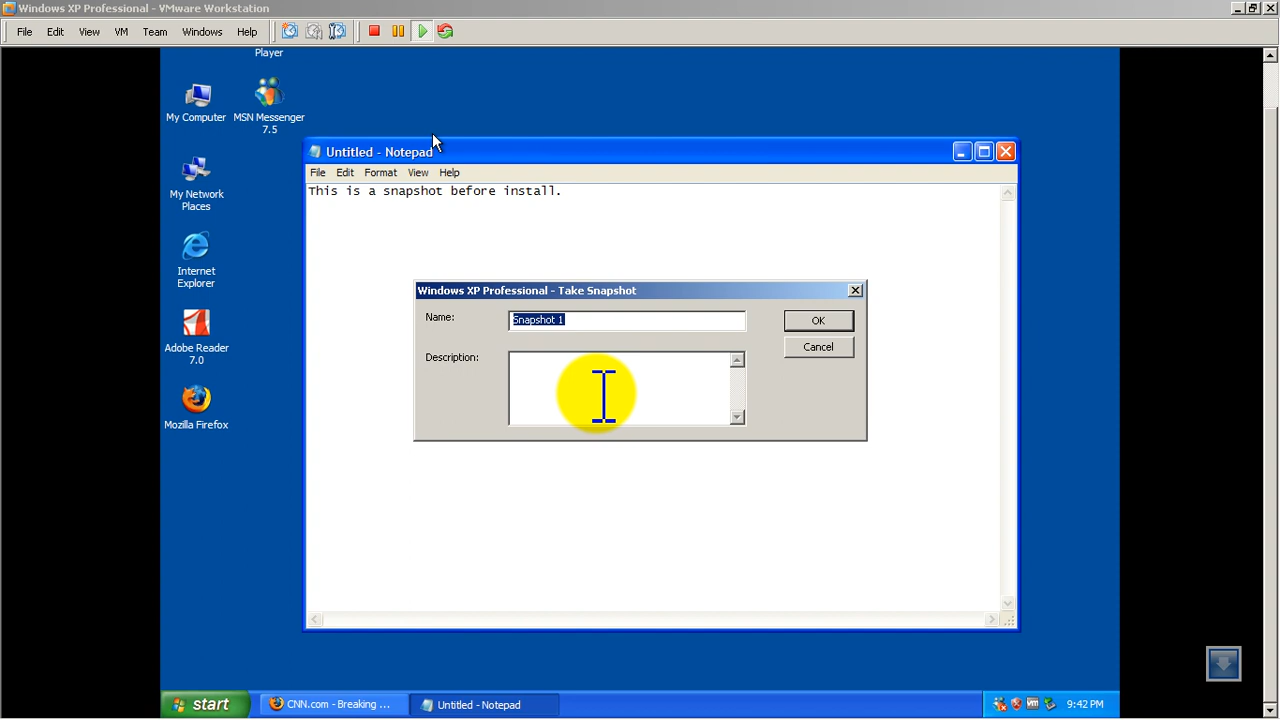 Windows XP Professional - VMware Workstation
File Edit View VM Team Windows Help
Player
My Computer
MSN Messenger
7.5
My Network
Places
Internet
Explorer
Adobe Reader
7.0
Mozilla Firefox
Untitled - Notepad
File Edit Format View Help
This is a snapshot before install.
Windows XP Professional - Take Snapshot
Name:
Snapshot 1
OK
Description:
Cancel
start
CNN.com - Breaking ...
Untitled - Notepad
vm
9:42 PM